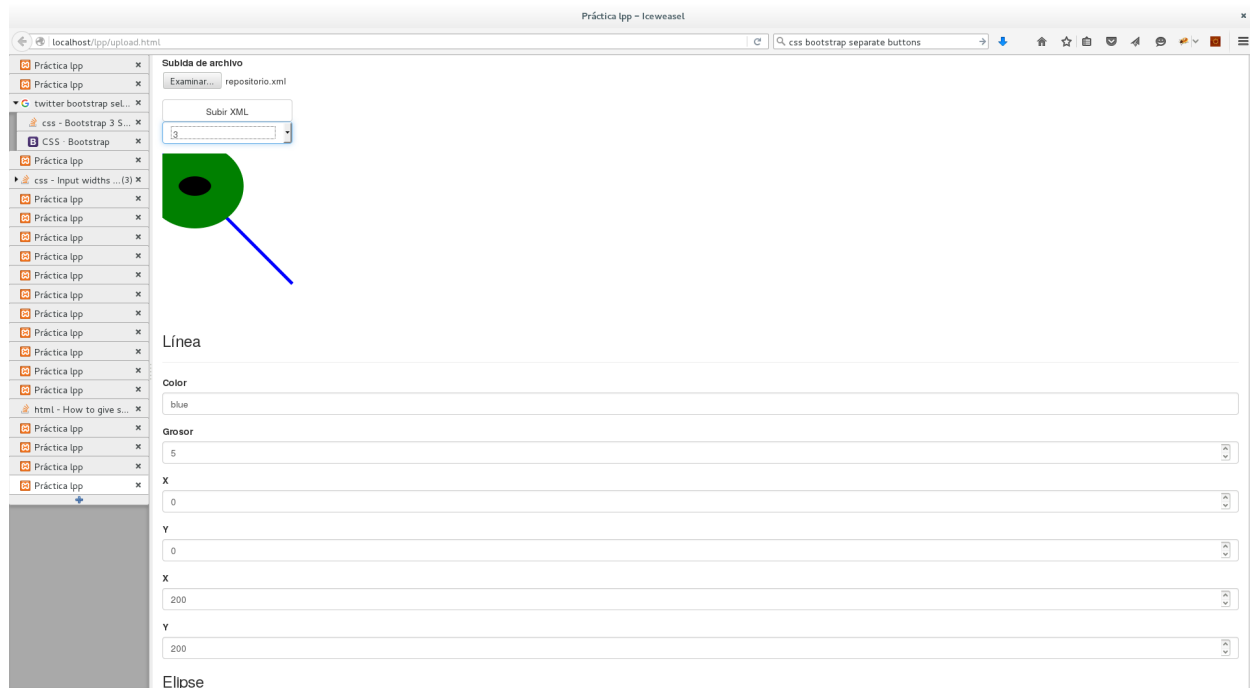 Práctica lpp – Iceweasel
localhost/lpp/upload.html
css bootstrap separate buttons
Práctica lpp
Práctica lpp
twitter bootstrap sel...
css - Bootstrap 3 S...
CSS · Bootstrap
Práctica lpp
css - Input widths ...(3)
Práctica lpp
Práctica lpp
Práctica lpp
Práctica lpp
Práctica lpp
Práctica lpp
Práctica lpp
Práctica lpp
Práctica lpp
Práctica lpp
Práctica lpp
html - How to give s...
Práctica lpp
Práctica lpp
Práctica lpp
Práctica lpp
Subida de archivo
Examinar... repositorio.xml
Subir XML
3
Línea
Color
blue
Grosor
5
X
0
Y
0
X
200
Y
200
Elipse